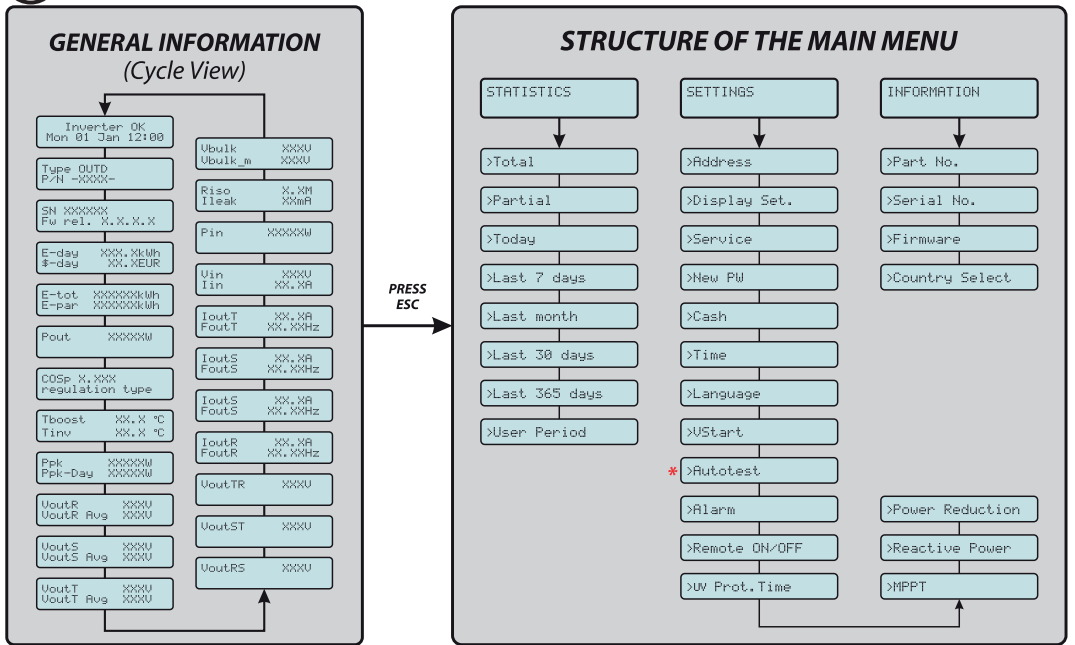 GENERAL INFORMATION
(Cycle View)
Inverter OK
Mon 01 Jan 12:00
Type OUTD
P/N -XXXX-
SN XXXXXX
Fw rel. X.X.X.X
E-day XXX.XkWh
$-day XX.XEUR
E-tot XXXXXXkWh
E-par XXXXXXkWh
Pout XXXXXW
COSp X.XXX
regulation type
Tboost XX.X °C
Tinv XX.X °C
Ppk XXXXXW
Ppk-Day XXXXXW
VoutR XXXV
VoutR Avg XXXV
VoutS XXXV
VoutS Avg XXXV
VoutT XXXV
VoutT Avg XXXV
Vbulk XXXV
Vbulk_m XXXV
Riso X.XM
Ileak XXmA
Pin XXXXXW
Vin XXXV
Iin XX.XA
IoutT XX.XA
FoutT XX.XXHz
IoutS XX.XA
FoutS XX.XXHz
IoutS XX.XA
FoutS XX.XXHz
IoutR XX.XA
FoutR XX.XXHz
VoutTR XXXV
VoutST XXXV
VoutRS XXXV
PRESS
ESC
STRUCTURE OF THE MAIN MENU
STATISTICS
>Total
>Partial
>Today
>Last 7 days
>Last month
>Last 30 days
>Last 365 days
>User Period
SETTINGS
>Address
>Display Set.
>Service
>New PW
>Cash
>Time
>Language
>VStart
* >Autotest
>Alarm
>Remote ON/OFF
>UV Prot.Time
INFORMATION
>Part No.
>Serial No.
>Firmware
>Country Select
>Power Reduction
>Reactive Power
>MPPT